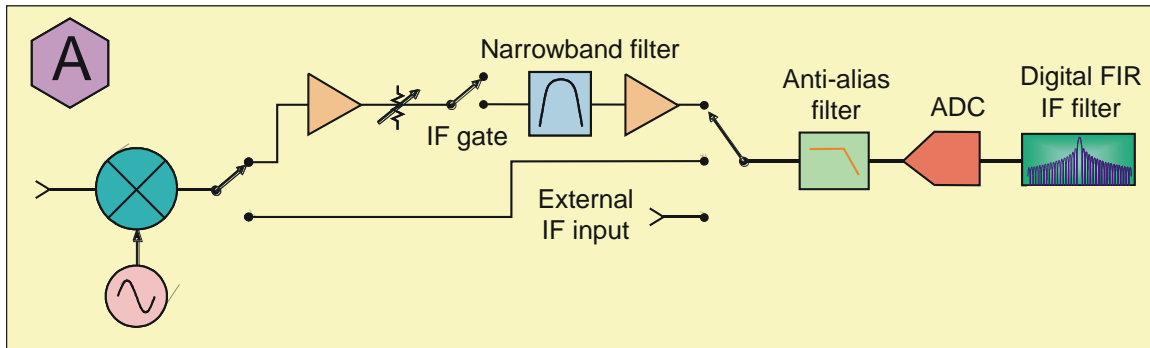 A
Narrowband filter
IF gate
External
IF input
Anti-alias
filter
ADC
Digital FIR
IF filter